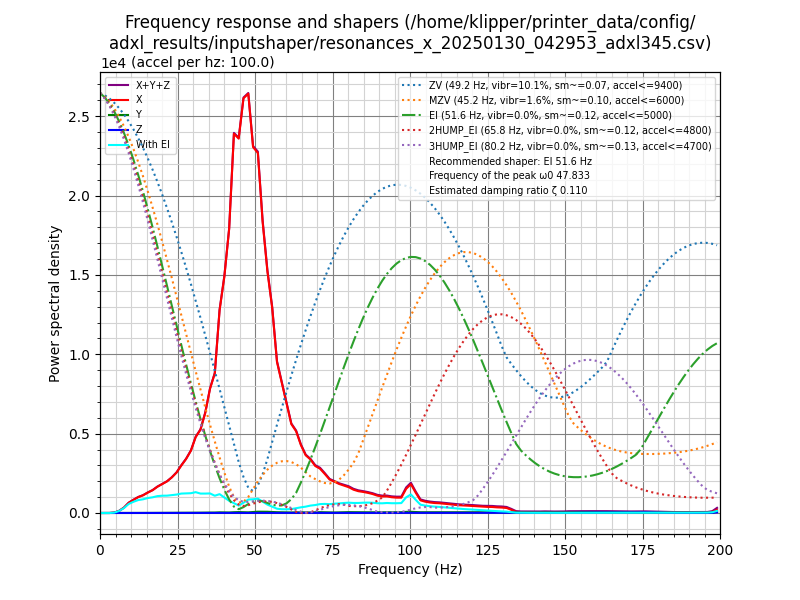 Frequency response and shapers (/home/klipper/printer_data/config/
adxl_results/inputshaper/resonances_x_20250130_042953_adxl345.csv)
1e4 (accel per hz: 100.0)
X+Y+Z
X
Y
Z
With EI
ZV (49.2 Hz, vibr=10.1%, sm~=0.07, accel<=9400)
MZV (45.2 Hz, vibr=1.6%, sm~=0.10, accel<=6000)
EI (51.6 Hz, vibr=0.0%, sm~=0.12, accel<=5000)
2HUMP_EI (65.8 Hz, vibr=0.0%, sm~=0.12, accel<=4800)
3HUMP_EI (80.2 Hz, vibr=0.0%, sm~=0.13, accel<=4700)
Recommended shaper: EI 51.6 Hz
Frequency of the peak ω0 47.833
Estimated damping ratio ζ 0.110
Power spectral density
2.5
2.0
1.5
1.0
0.5
0.0
0 25 50 75 100 125 150 175 200
Frequency (Hz)